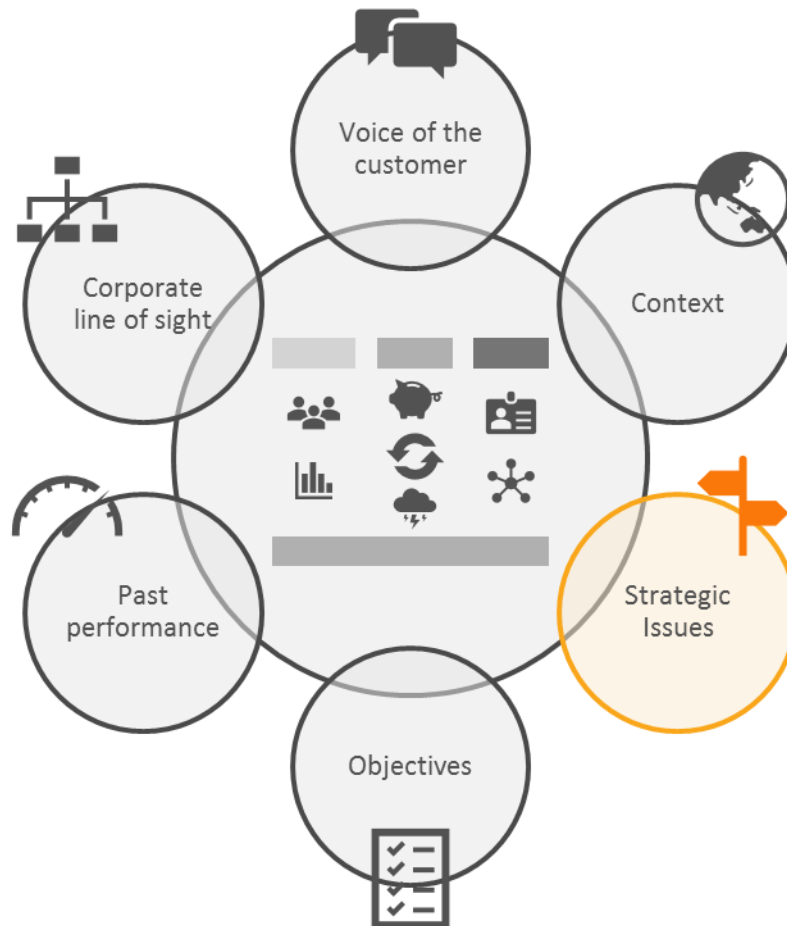 Voice of the
customer
Context
Strategic
Issues
Objectives
Past
performance
Corporate
line of sight